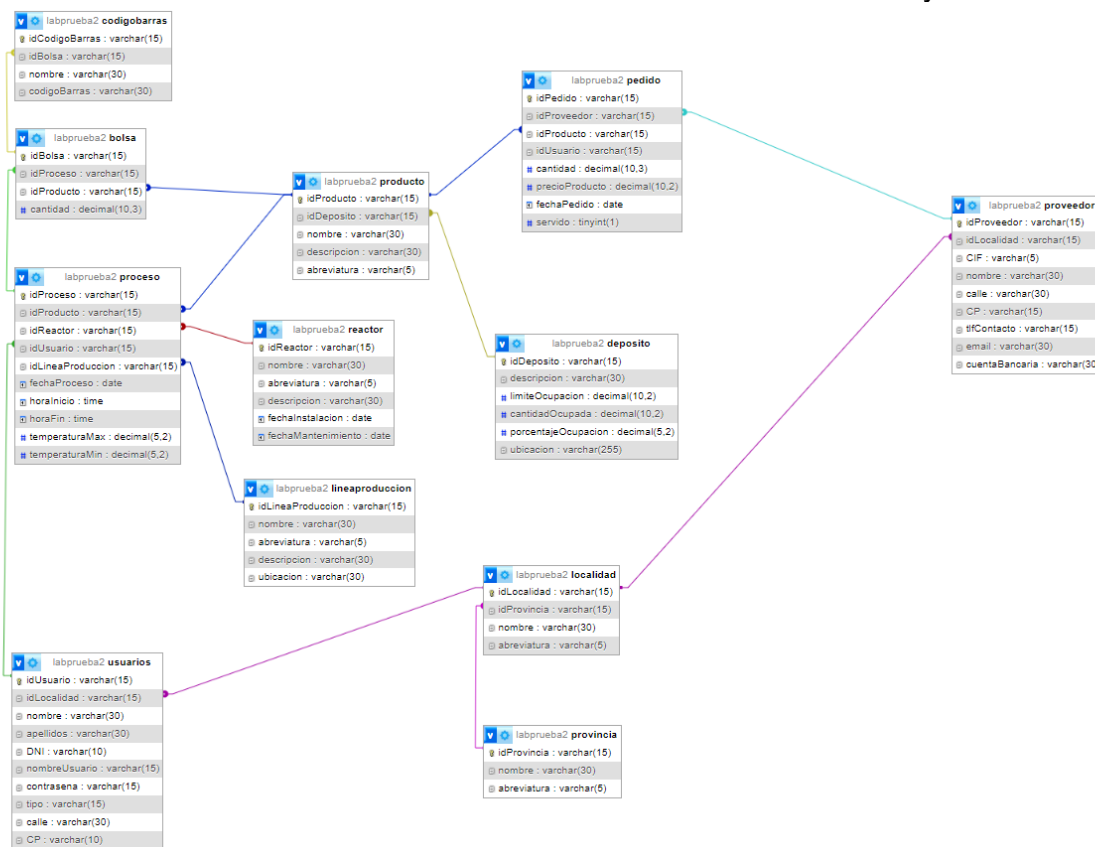 labprueba2 codigobarras
idCodigoBarras : varchar(15)
idBolsa : varchar(15)
nombre : varchar(30)
codigoBarras : varchar(30)
labprueba2 bolsa
idBolsa : varchar(15)
idProceso : varchar(15)
idProducto : varchar(15)
cantidad : decimal(10,3)
labprueba2 proceso
idProceso : varchar(15)
idProducto : varchar(15)
idReactor : varchar(15)
idUsuario : varchar(15)
idLineaProduccion : varchar(15)
fechaProceso : date
horaInicio : time
horaFin : time
temperaturaMax : decimal(5,2)
temperaturaMin : decimal(5,2)
labprueba2 usuarios
idUsuario : varchar(15)
idLocalidad : varchar(15)
nombre : varchar(30)
apellidos : varchar(30)
DNI : varchar(10)
nombreUsuario : varchar(15)
contrasena : varchar(15)
tipo : varchar(15)
calle : varchar(30)
CP : varchar(10)
labprueba2 producto
idProducto : varchar(15)
idDeposito : varchar(15)
nombre : varchar(30)
descripcion : varchar(30)
abreviatura : varchar(5)
labprueba2 reactor
idReactor : varchar(15)
nombre : varchar(30)
abreviatura : varchar(5)
descripcion : varchar(30)
fechaInstalacion : date
fechaMantenimiento : date
labprueba2 lineaproduccion
idLineaProduccion : varchar(15)
nombre : varchar(30)
abreviatura : varchar(5)
descripcion : varchar(30)
ubicacion : varchar(30)
labprueba2 pedido
idPedido : varchar(15)
idProveedor : varchar(15)
idProducto : varchar(15)
idUsuario : varchar(15)
cantidad : decimal(10,3)
precioProducto : decimal(10,2)
fechaPedido : date
servido : tinyint(1)
labprueba2 deposito
idDeposito : varchar(15)
descripcion : varchar(30)
limiteOcupacion : decimal(10,2)
cantidadOcupada : decimal(10,2)
porcentajeOcupacion : decimal(5,2)
ubicacion : varchar(255)
labprueba2 localidad
idLocalidad : varchar(15)
idProvincia : varchar(15)
nombre : varchar(30)
abreviatura : varchar(5)
labprueba2 provincia
idProvincia : varchar(15)
nombre : varchar(30)
abreviatura : varchar(5)
labprueba2 proveedor
idProveedor : varchar(15)
idLocalidad : varchar(15)
CIF : varchar(5)
nombre : varchar(30)
calle : varchar(30)
CP : varchar(15)
tlfContacto : varchar(15)
email : varchar(30)
cuentaBancaria : varchar(30